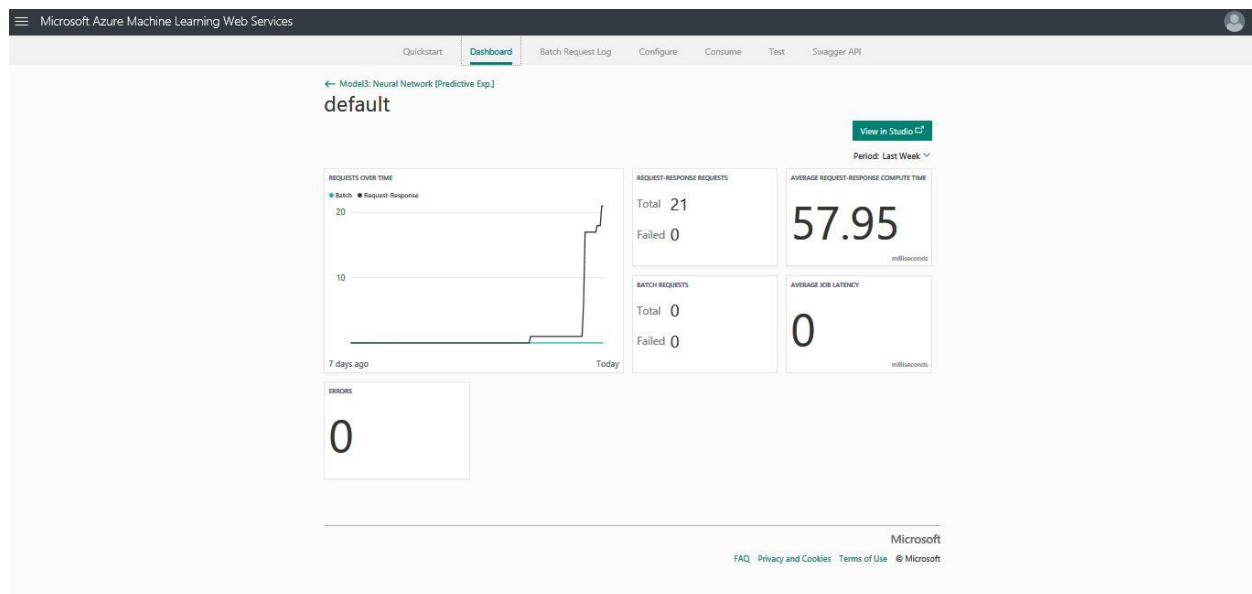 Microsoft Azure Machine Learning Web Services
Quickstart Dashboard Batch Request Log Configure Consume Test Swagger API
← Model3: Neural Network [Predictive Exp.]
default
View in Studio
Period: Last Week
REQUESTS OVER TIME
Batch Request-Response
20
10
7 days ago Today
REQUEST-RESPONSE REQUESTS
Total 21
Failed 0
AVERAGE REQUEST-RESPONSE COMPUTE TIME
57.95
milliseconds
BATCH REQUESTS
Total 0
Failed 0
AVERAGE JOB LATENCY
0
milliseconds
ERRORS
0
Microsoft
FAQ Privacy and Cookies Terms of Use © Microsoft